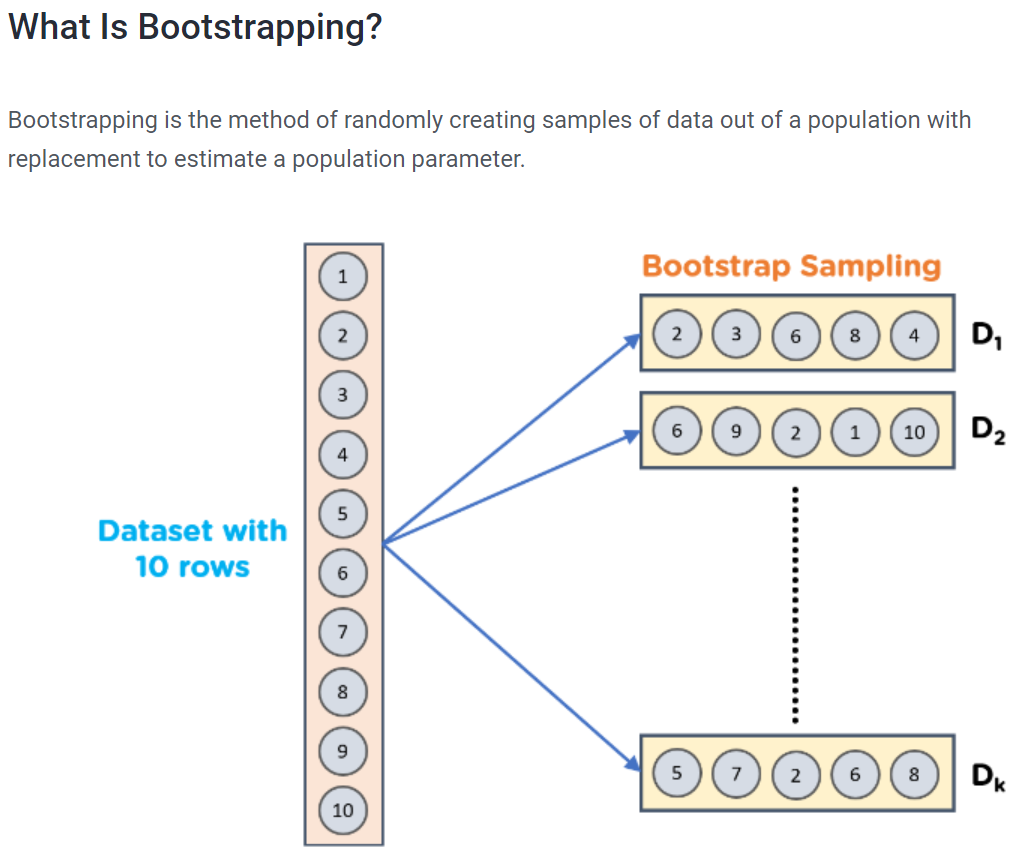 What Is Bootstrapping?
Bootstrapping is the method of randomly creating samples of data out of a population with
replacement to estimate a population parameter.
Bootstrap Sampling
1
2
3
4
5
6
7
8
9
10
Dataset with
10 rows
2 3 6 8 4 D₁
6 9 2 1 10 D₂
5 7 2 6 8 Dₖ